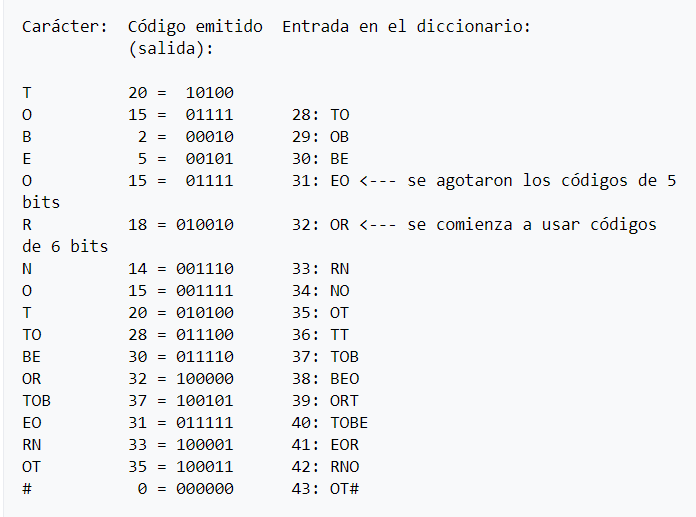 Carácter:  Código emitido  Entrada en el diccionario:
           (salida):
T          20 =  10100
O          15 =  01111      28: TO
B           2 =  00010      29: OB
E           5 =  00101      30: BE
O          15 =  01111      31: EO <--- se agotaron los códigos de 5
bits
R          18 = 010010      32: OR <--- se comienza a usar códigos
de 6 bits
N          14 = 001110      33: RN
O          15 = 001111      34: NO
T          20 = 010100      35: OT
TO         28 = 011100      36: TT
BE         30 = 011110      37: TOB
OR         32 = 100000      38: BEO
TOB        37 = 100101      39: ORT
EO         31 = 011111      40: TOBE
RN         33 = 100001      41: EOR
OT         35 = 100011      42: RNO
#           0 = 000000      43: OT#